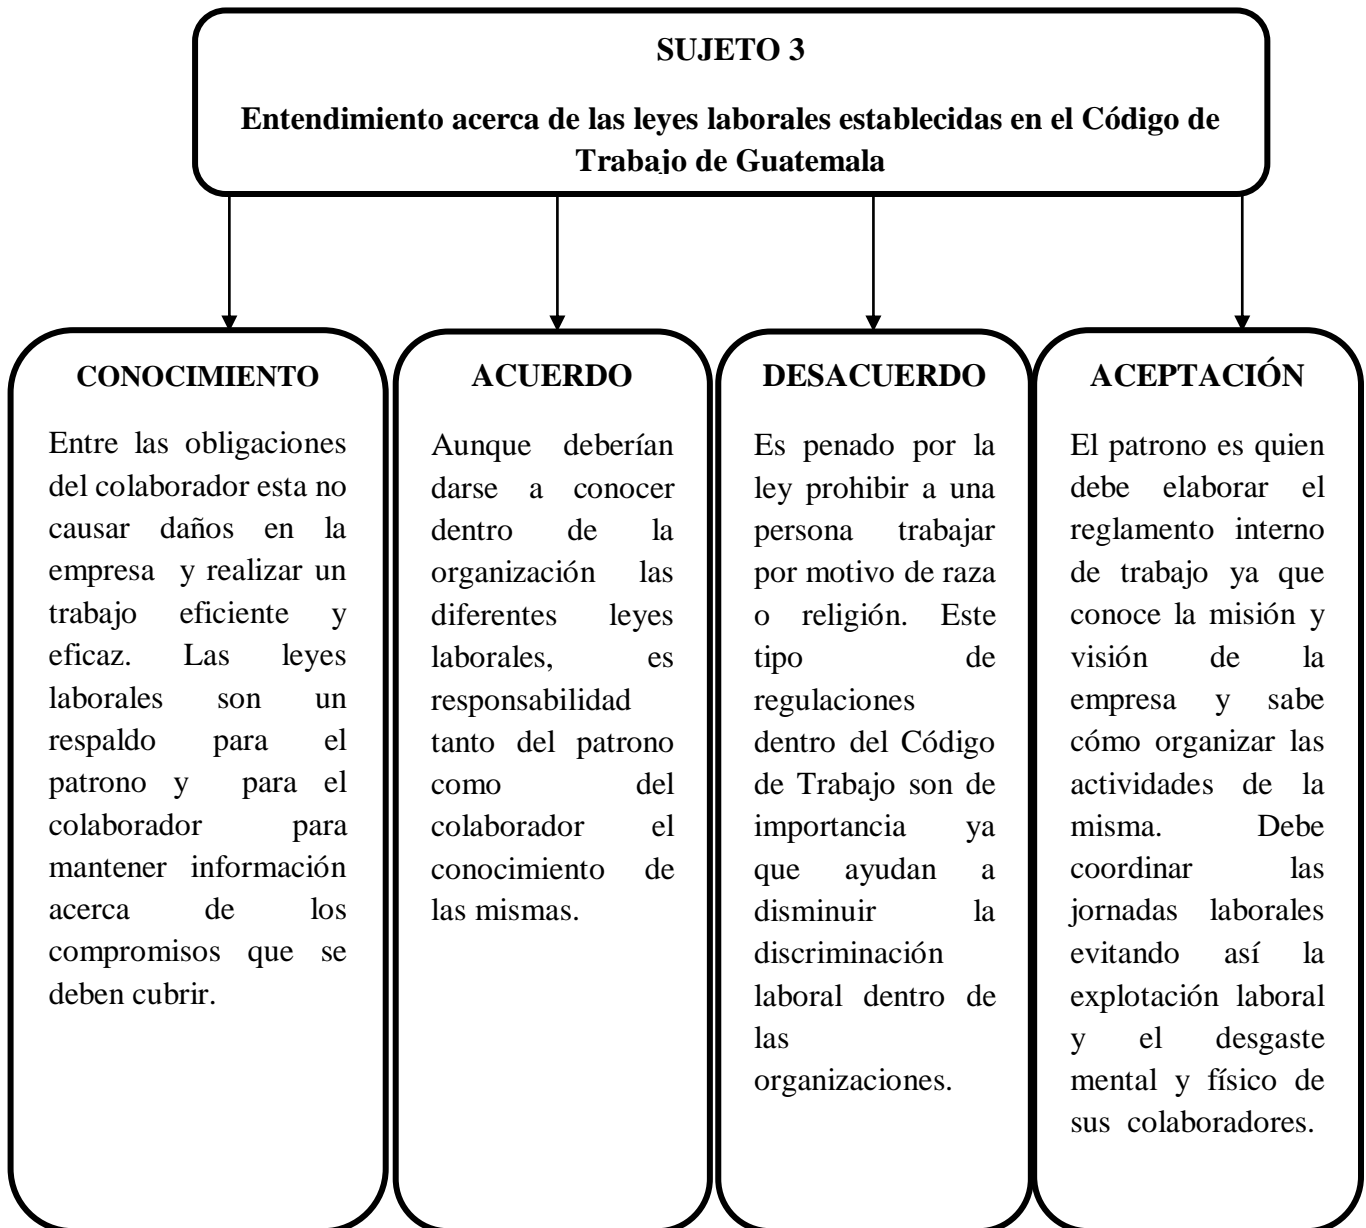 SUJETO 3
Entendimiento acerca de las leyes laborales establecidas en el Código de
Trabajo de Guatemala
CONOCIMIENTO
Entre las obligaciones
del colaborador esta no
causar daños en la
empresa y realizar un
trabajo eficiente y
eficaz. Las leyes
laborales son un
respaldo para el
patrono y para el
colaborador para
mantener información
acerca de los
compromisos que se
deben cubrir.
ACUERDO
Aunque deberían
darse a conocer
dentro de la
organización las
diferentes leyes
laborales, es
responsabilidad
tanto del patrono
como del
colaborador el
conocimiento de
las mismas.
DESACUERDO
Es penado por la
ley prohibir a una
persona trabajar
por motivo de raza
o religión. Este
tipo de
regulaciones
dentro del Código
de Trabajo son de
importancia ya
que ayudan a
disminuir la
discriminación
laboral dentro de
las
organizaciones.
ACEPTACIÓN
El patrono es quien
debe elaborar el
reglamento interno
de trabajo ya que
conoce la misión y
visión de la
empresa y sabe
cómo organizar las
actividades de la
misma. Debe
coordinar las
jornadas laborales
evitando así la
explotación laboral
y el desgaste
mental y físico de
sus colaboradores.